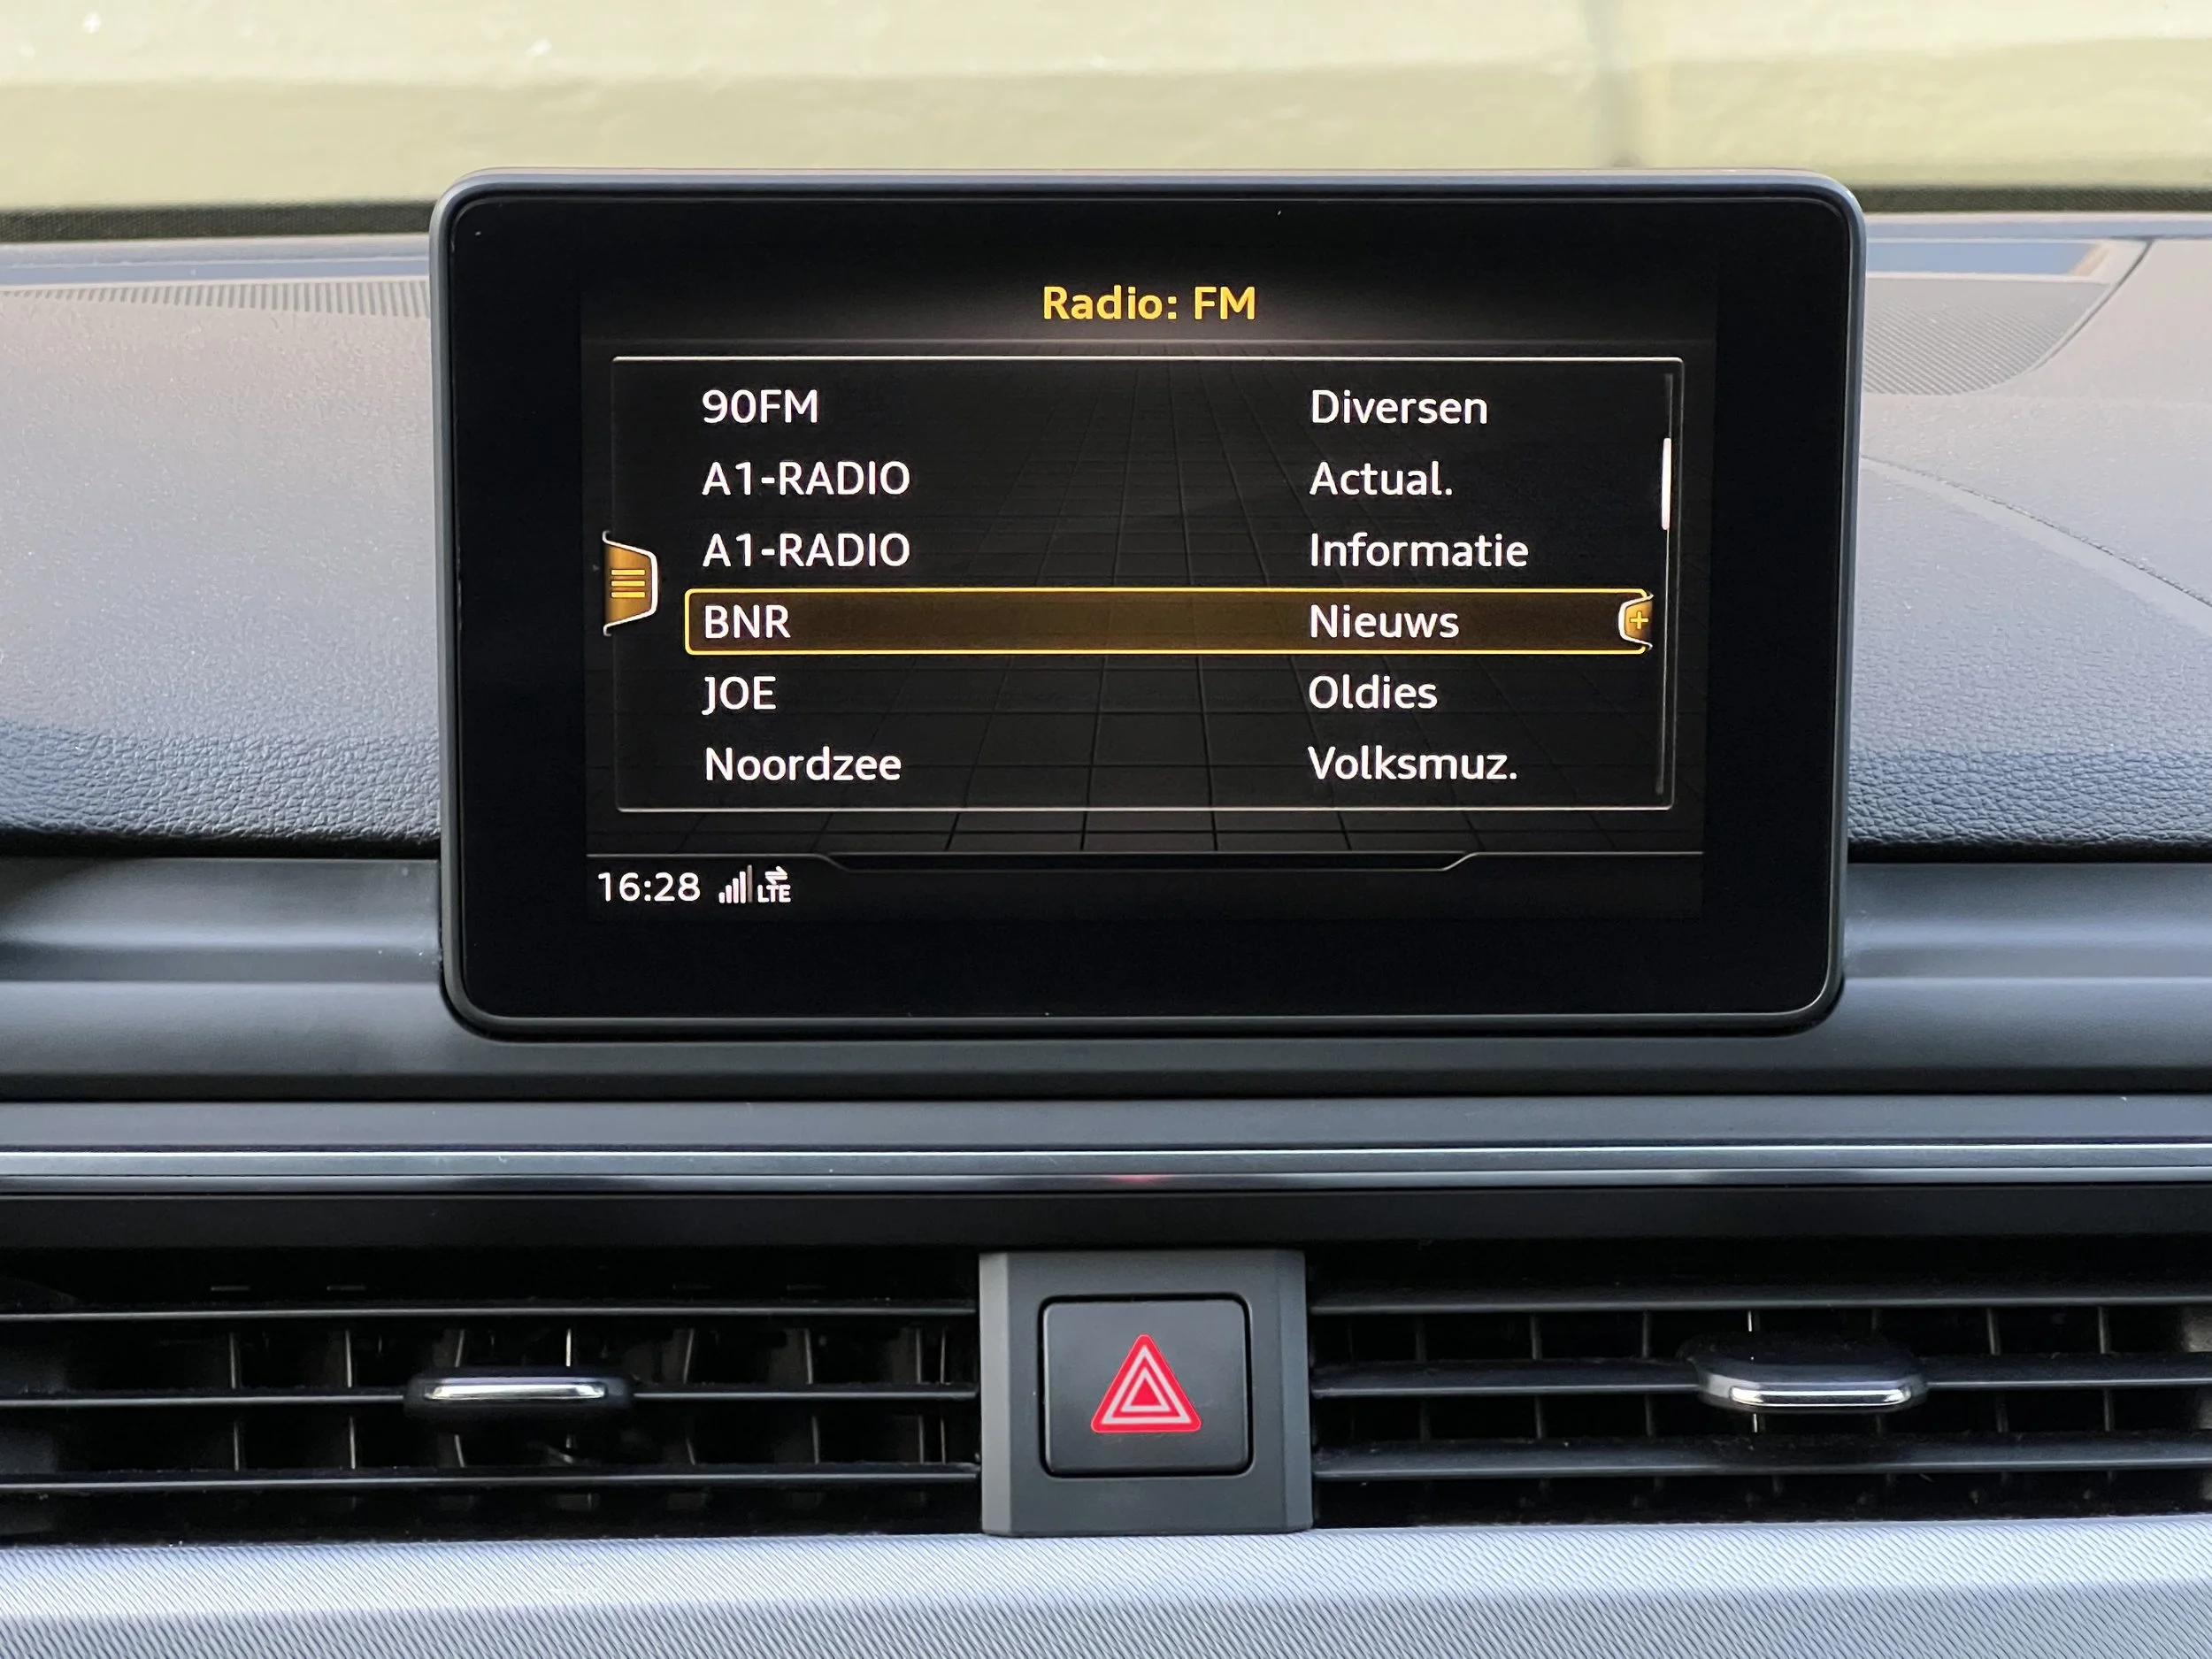 Radio: FM
90FM Diversen
A1-RADIO Actual.
A1-RADIO Informatie
BNR Nieuws
JOE Oldies
Noordzee Volksmuz.
16:28 LTE